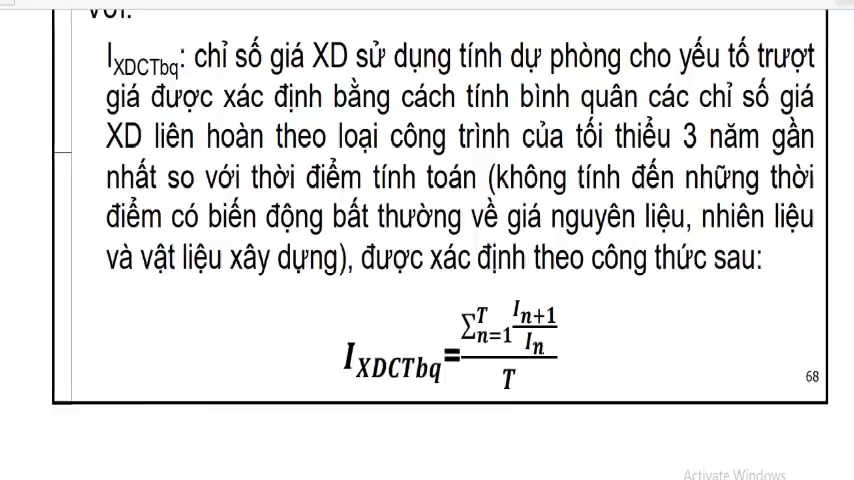 I_XDCTbq: chỉ số giá XD sử dụng tính dự phòng cho yếu tố trượt
giá được xác định bằng cách tính bình quân các chỉ số giá
XD liên hoàn theo loại công trình của tối thiểu 3 năm gần
nhất so với thời điểm tính toán (không tính đến những thời
điểm có biến động bất thường về giá nguyên liệu, nhiên liệu
và vật liệu xây dựng), được xác định theo công thức sau:
I_XDCTbq = (∑_{n=1}^{T} I_{n+1}/I_n) / T
68
Activate Windows